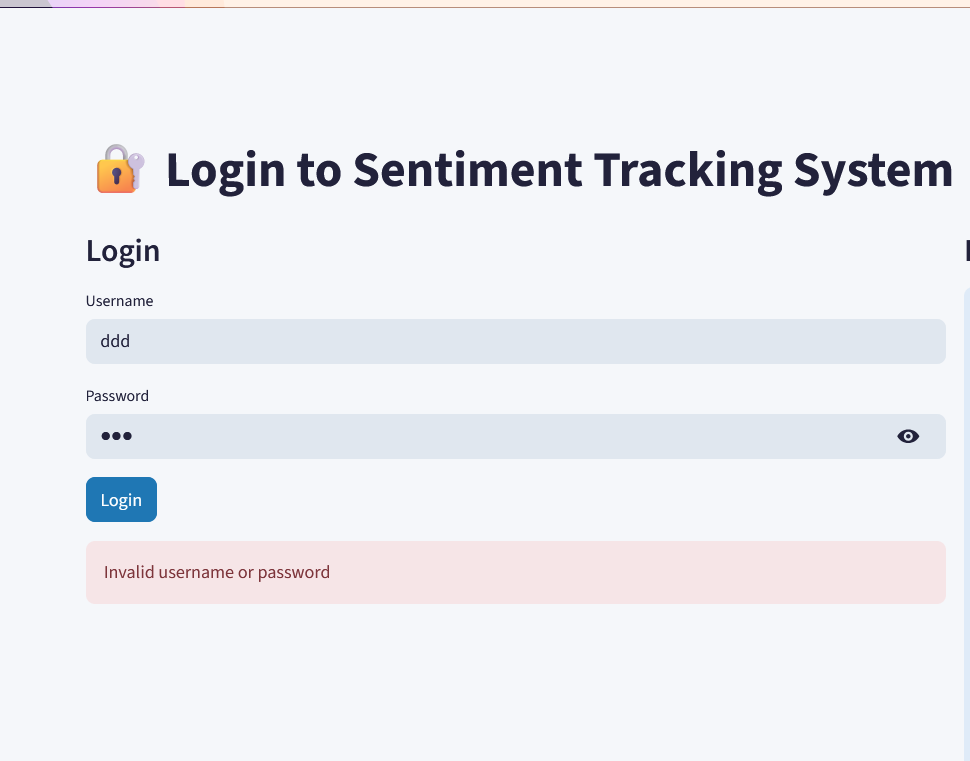 Login to Sentiment Tracking System
Login
Username
ddd
Password
Login
Invalid username or password